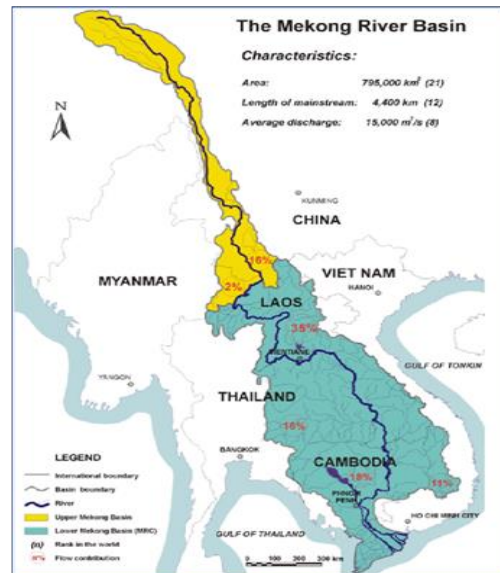 The Mekong River Basin
Characteristics:
Area: 795,000 km² (21)
Length of mainstream: 4,400 km (12)
Average discharge: 15,000 m³/s (8)
N
KUNMING
CHINA
MYANMAR
16%
2%
VIET NAM
HANOI
LAOS
35%
VIENTIANE
GULF OF TONKIN
YANGON
THAILAND
16%
BANGKOK
CAMBODIA
18%
11%
PHNOM PENH
HO CHI MINH CITY
GULF OF THAILAND
LEGEND
International boundary
Basin boundary
River
Upper Mekong Basin
Lower Mekong Basin (MRC)
(n) Rank in the world
n% Flow contribution
0 100 200 300 km